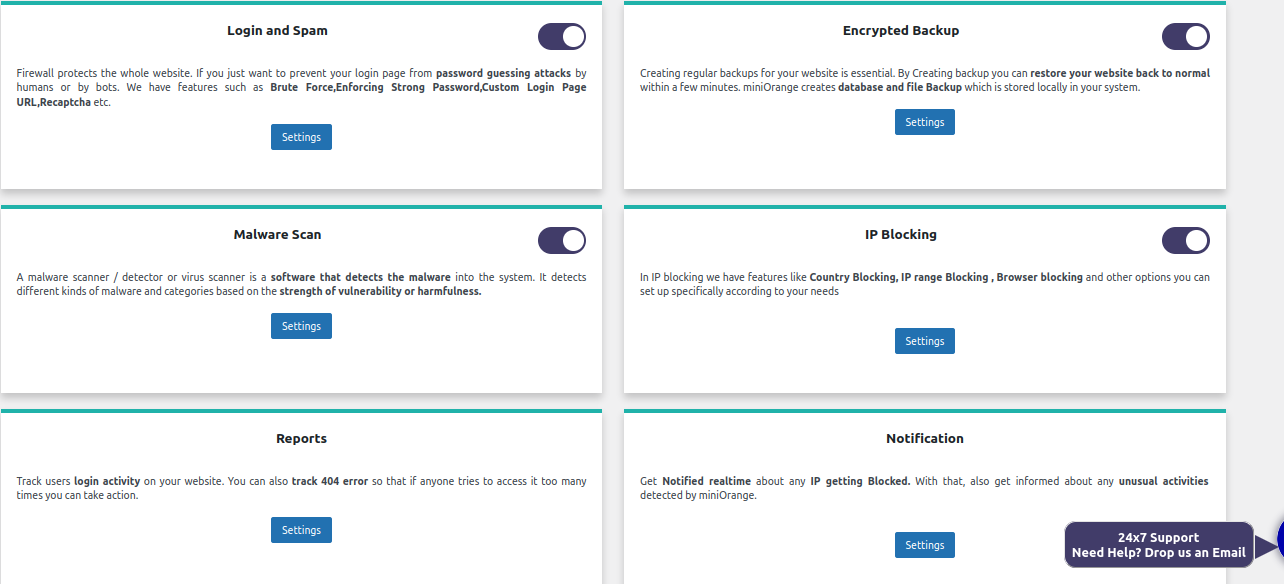 Login and Spam
Firewall protects the whole website. If you just want to prevent your login page from password guessing attacks by
humans or by bots. We have features such as Brute Force,Enforcing Strong Password,Custom Login Page
URL,Recaptcha etc.
Settings
Encrypted Backup
Creating regular backups for your website is essential. By Creating backup you can restore your website back to normal
within a few minutes. miniOrange creates database and file Backup which is stored locally in your system.
Settings
Malware Scan
A malware scanner / detector or virus scanner is a software that detects the malware into the system. It detects
different kinds of malware and categories based on the strength of vulnerability or harmfulness.
Settings
IP Blocking
In IP blocking we have features like Country Blocking, IP range Blocking , Browser blocking and other options you can
set up specifically according to your needs
Settings
Reports
Track users login activity on your website. You can also track 404 error so that if anyone tries to access it too many
times you can take action.
Settings
Notification
Get Notified realtime about any IP getting Blocked. With that, also get informed about any unusual activities
detected by miniOrange.
Settings
24x7 Support
Need Help? Drop us an Email